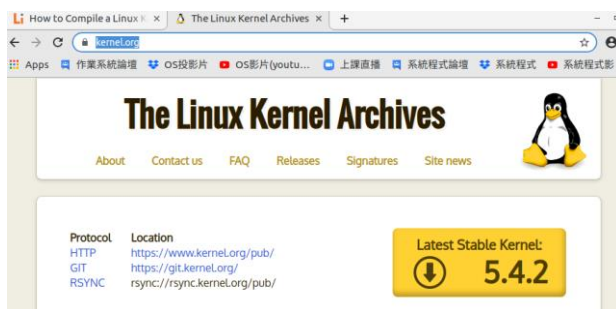 How to Compile a Linux K
The Linux Kernel Archives
kernel.org
Apps 作業系統論壇 OS投影片 OS影片(youtu... 上課直播 系統程式論壇 系統程式 系統程式影
The Linux Kernel Archives
About Contact us FAQ Releases Signatures Site news
Protocol Location
HTTP https://www.kernel.org/pub/
GIT https://git.kernel.org/
RSYNC rsync://rsync.kernel.org/pub/
Latest Stable Kernel:
5.4.2